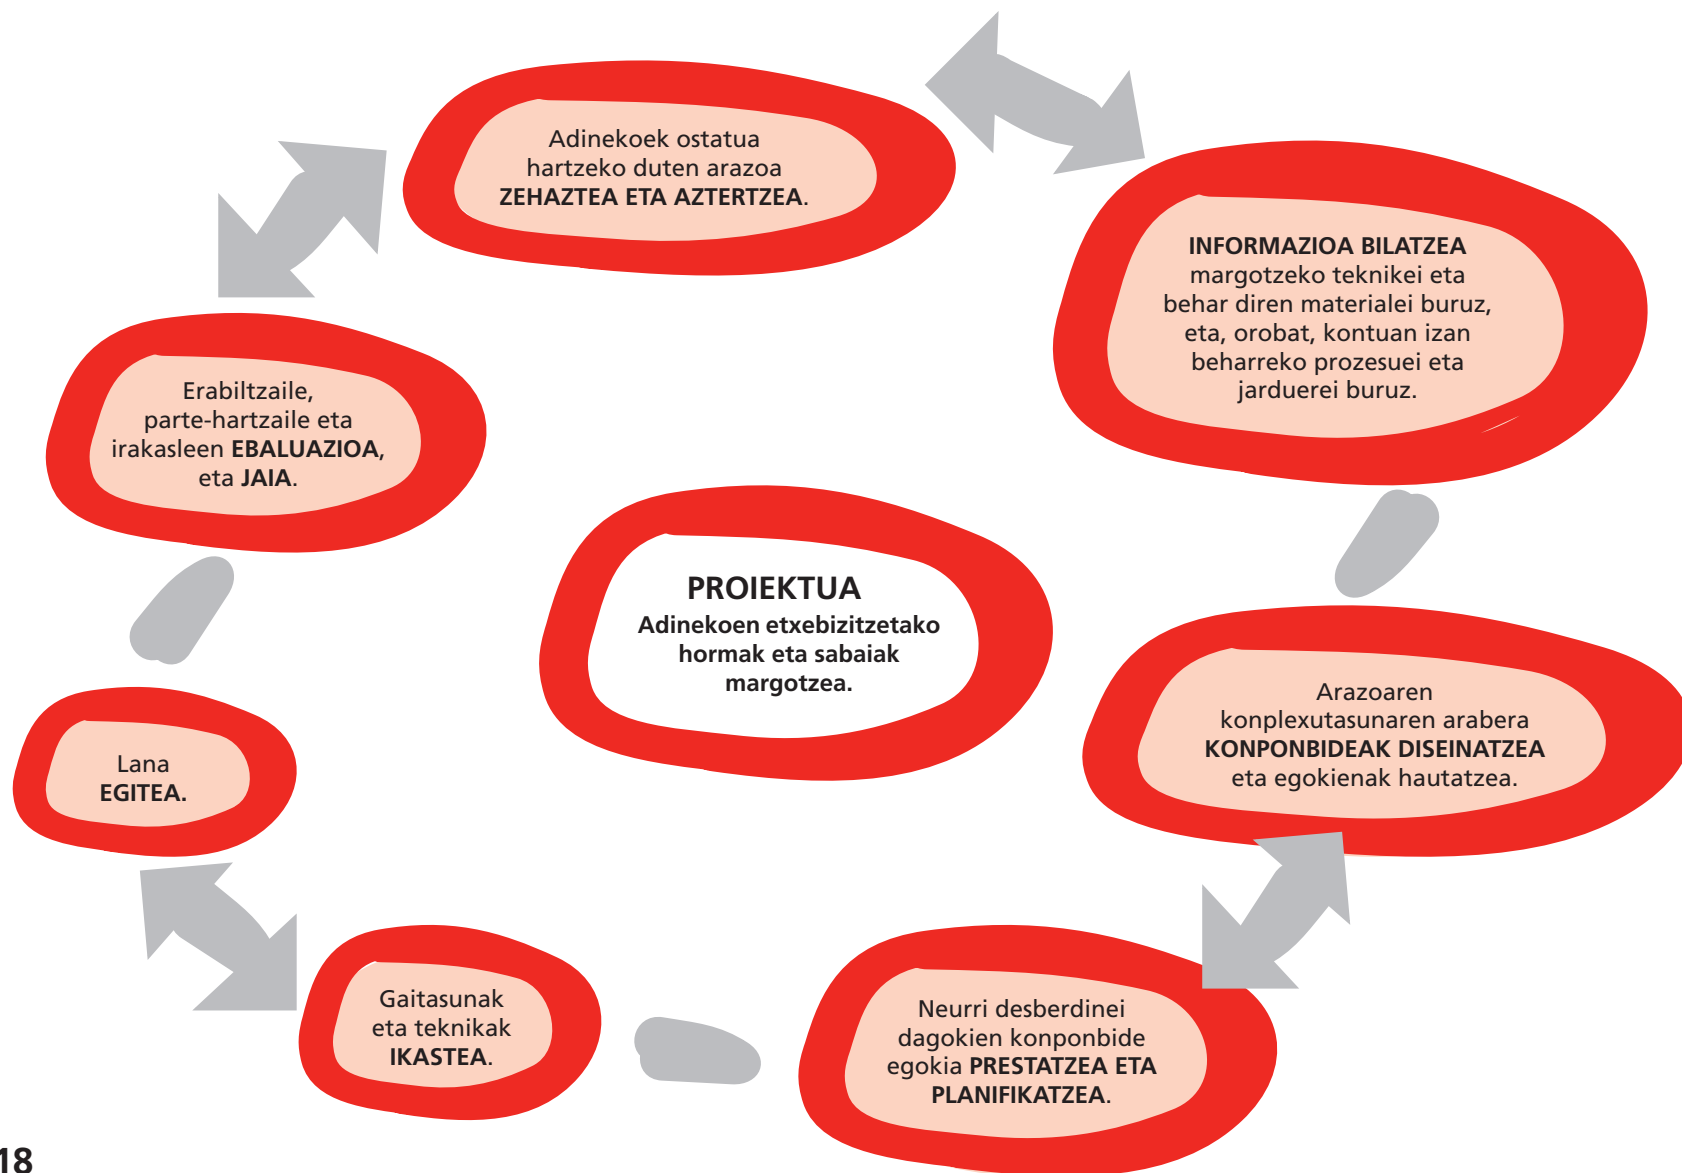 Adinekoek ostatua
hartzeko duten arazoa
ZEHAZTEA ETA AZTERTZEA.
INFORMAZIOA BILATZEA
margotzeko teknikei eta
behar diren materialei buruz,
eta, orobat, kontuan izan
beharreko prozesuei eta
jarduerei buruz.
Erabiltzaile,
parte-hartzaile eta
irakasleen EBALUAZIOA,
eta JAIA.
PROIEKTUA
Adinekoen etxebizitzetako
hormak eta sabaiak
margotzea.
Arazoaren
konplexutasunaren arabera
KONPONBIDEAK DISEINATZEA
eta egokienak hautatzea.
Lana
EGITEA.
Gaitasunak
eta teknikak
IKASTEA.
Neurri desberdinei
dagokien konponbide
egokia PRESTATZEA ETA
PLANIFIKATZEA.
18